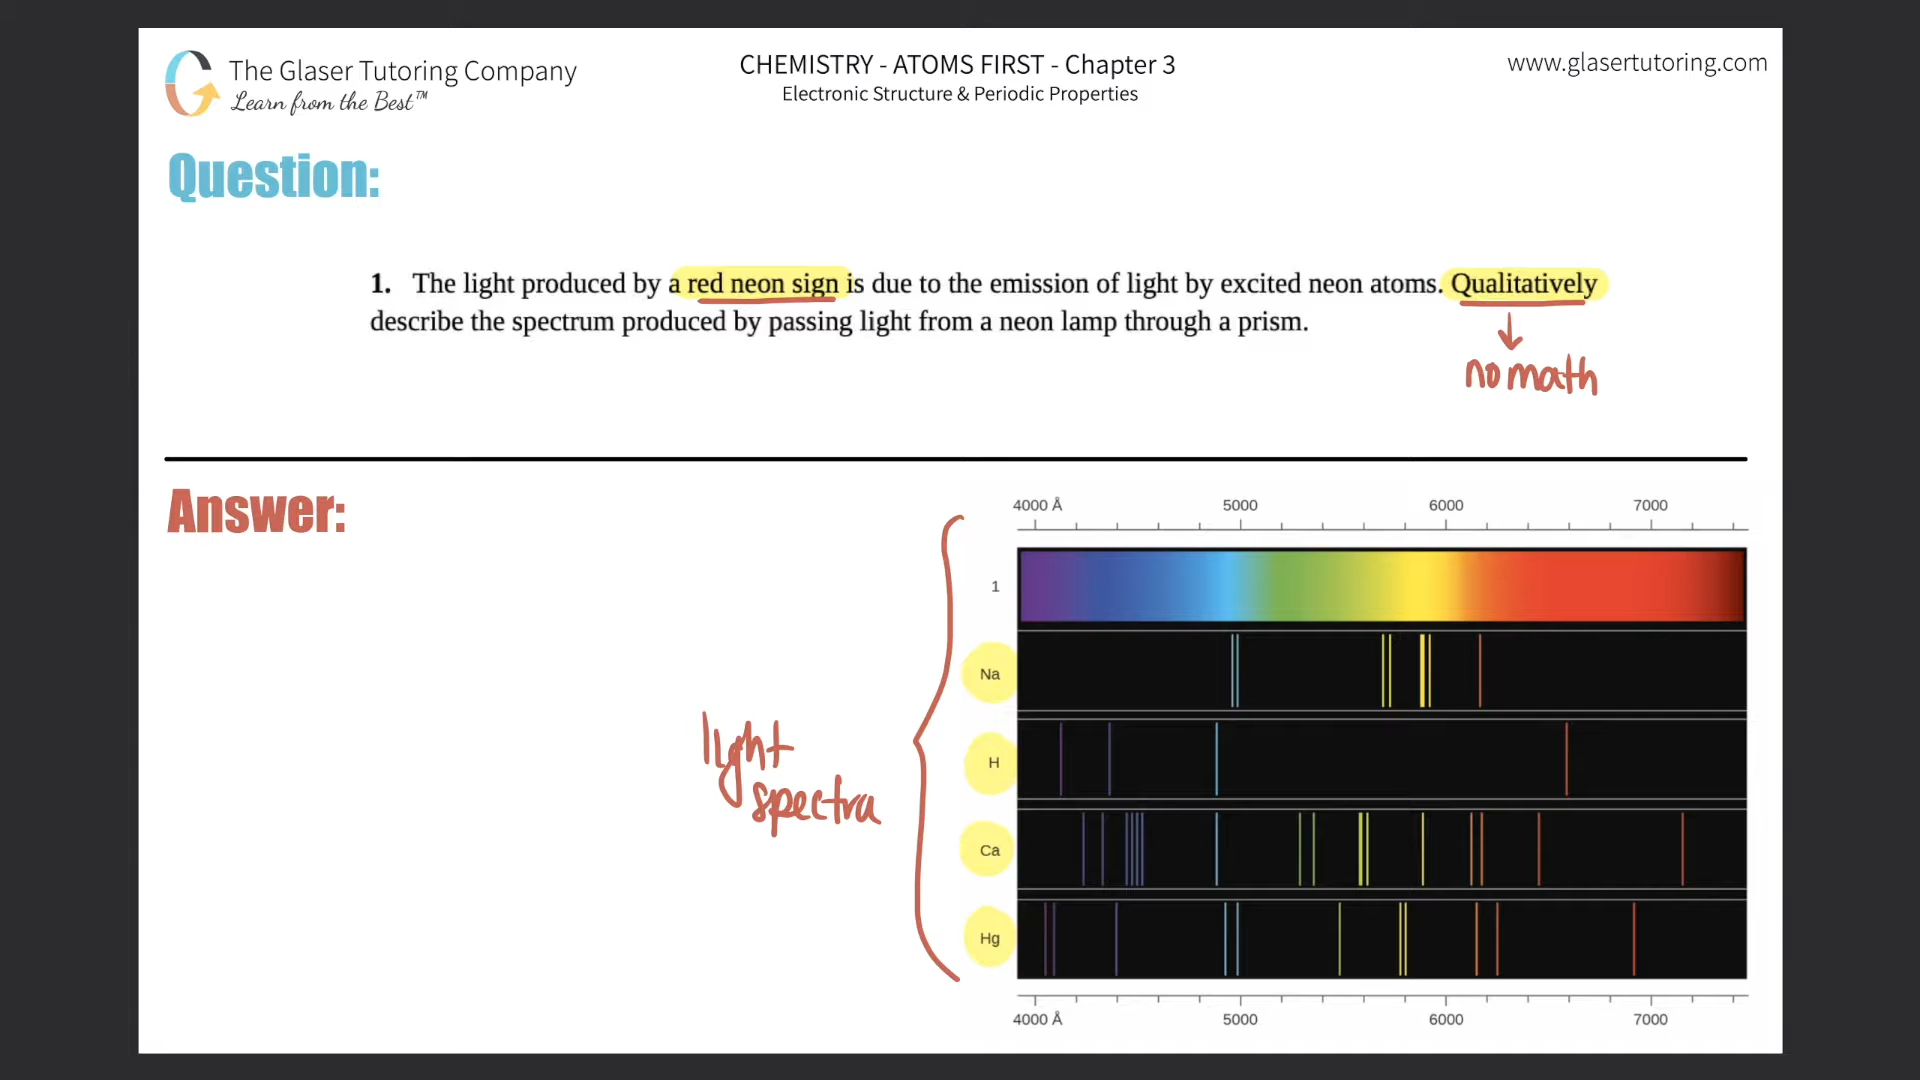 The Glaser Tutoring Company
Learn from the Best™
CHEMISTRY - ATOMS FIRST - Chapter 3
Electronic Structure & Periodic Properties
www.glasertutoring.com
Question:
1. The light produced by a red neon sign is due to the emission of light by excited neon atoms. Qualitatively
describe the spectrum produced by passing light from a neon lamp through a prism.
no math
Answer:
light
spectra
4000 Å 5000 6000 7000
1
Na
H
Ca
Hg
4000 Å 5000 6000 7000